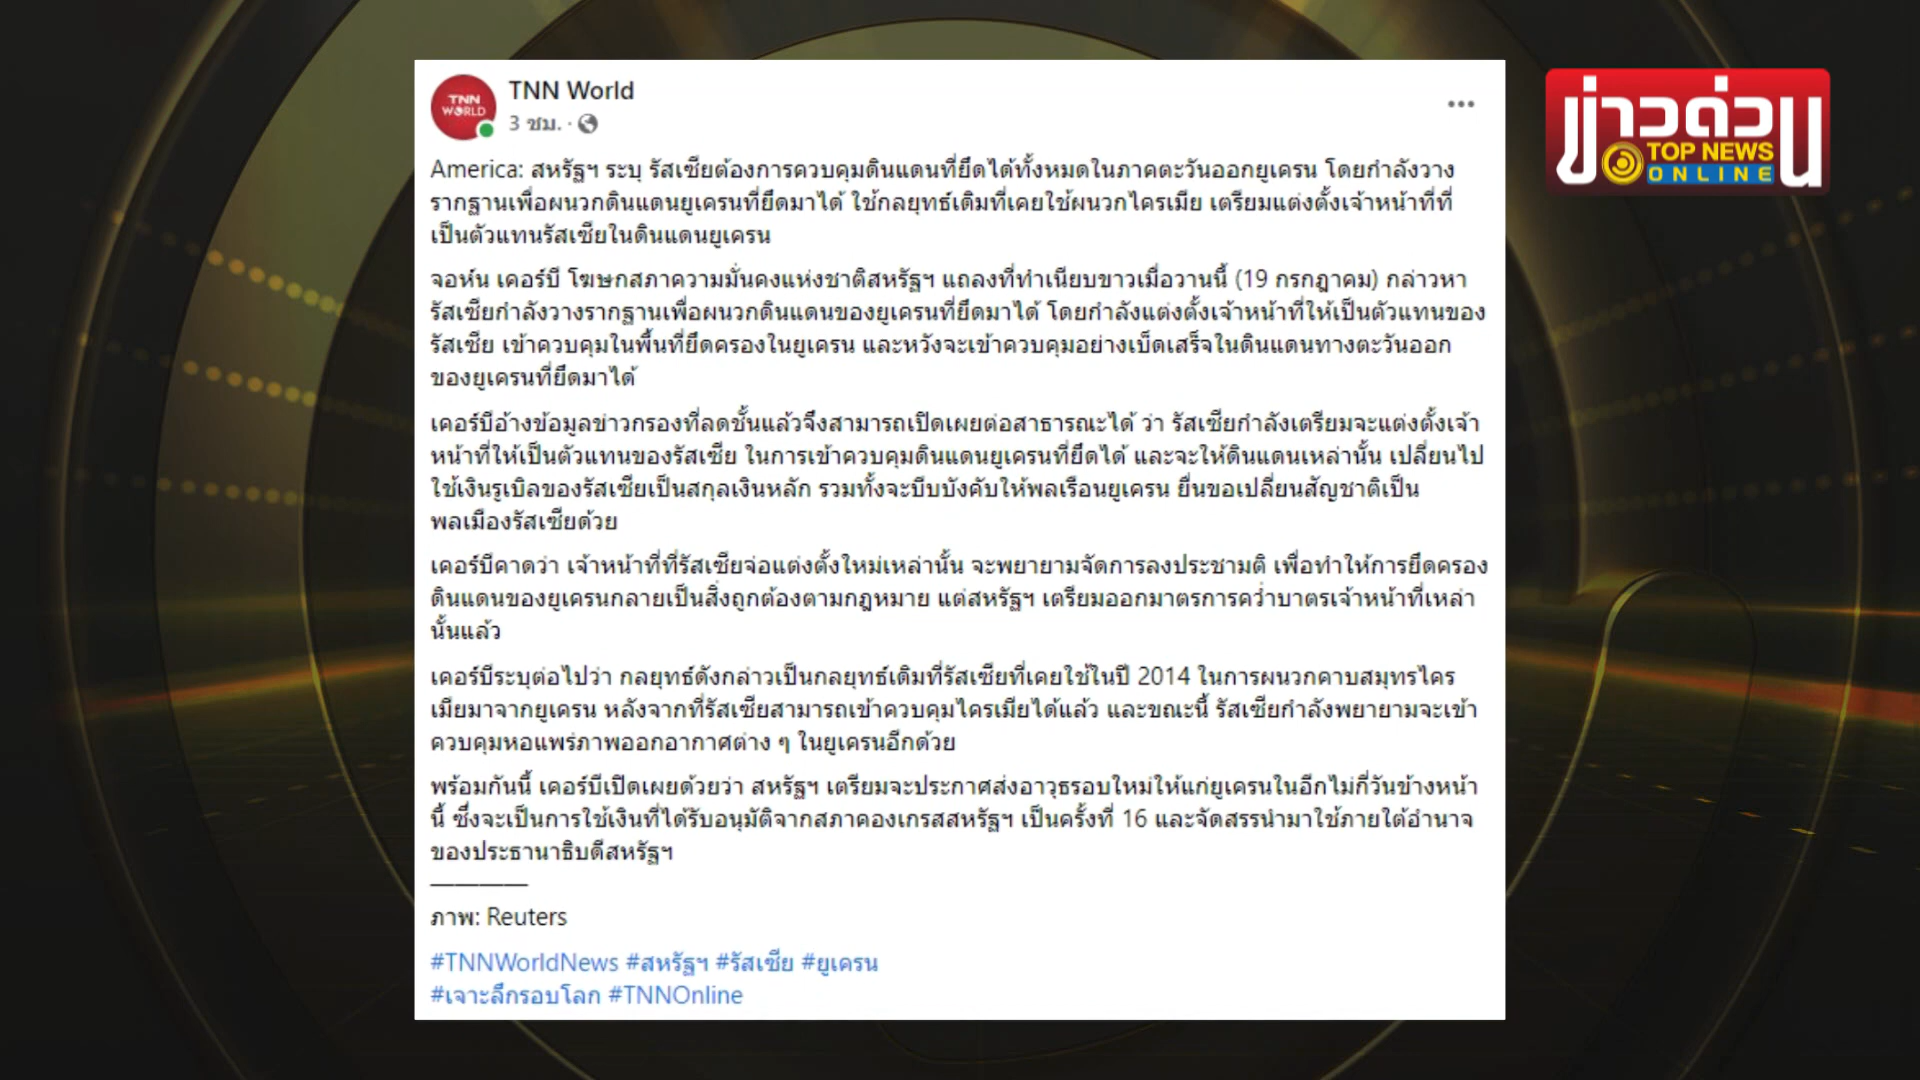 TNN World
TNN
WORLD
3 ชม. ·
ข่าวด่วน
TOP NEWS
ONLINE
America: สหรัฐฯ ระบุ รัสเซียต้องการควบคุมดินแดนที่ยึดได้ทั้งหมดในภาคตะวันออกยูเครน โดยกำลังวาง
รากฐานเพื่อผนวกดินแดนยูเครนที่ยึดมาได้ ใช้กลยุทธ์เดิมที่เคยใช้ผนวกไครเมีย เตรียมแต่งตั้งเจ้าหน้าที่ที่
เป็นตัวแทนรัสเซียในดินแดนยูเครน
จอห์น เคอร์บี โฆษกสภาความมั่นคงแห่งชาติสหรัฐฯ แถลงที่ทำเนียบขาวเมื่อวานนี้ (19 กรกฎาคม) กล่าวหา
รัสเซียกำลังวางรากฐานเพื่อผนวกดินแดนของยูเครนที่ยึดมาได้ โดยกำลังแต่งตั้งเจ้าหน้าที่ให้เป็นตัวแทนของ
รัสเซีย เข้าควบคุมในพื้นที่ยึดครองในยูเครน และหวังจะเข้าควบคุมอย่างเบ็ดเสร็จในดินแดนทางตะวันออก
ของยูเครนที่ยึดมาได้
เคอร์บีอ้างข้อมูลข่าวกรองที่ลดชั้นแล้วจึงสามารถเปิดเผยต่อสาธารณะได้ ว่า รัสเซียกำลังเตรียมจะแต่งตั้งเจ้า
หน้าที่ให้เป็นตัวแทนของรัสเซีย ในการเข้าควบคุมดินแดนยูเครนที่ยึดได้ และจะให้ดินแดนเหล่านั้น เปลี่ยนไป
ใช้เงินรูเบิลของรัสเซียเป็นสกุลเงินหลัก รวมทั้งจะบีบบังคับให้พลเรือนยูเครน ยื่นขอเปลี่ยนสัญชาติเป็น
พลเมืองรัสเซียด้วย
เคอร์บีคาดว่า เจ้าหน้าที่ที่รัสเซียจ่อแต่งตั้งใหม่เหล่านั้น จะพยายามจัดการลงประชามติ เพื่อทำให้การยึดครอง
ดินแดนของยูเครนกลายเป็นสิ่งถูกต้องตามกฎหมาย แต่สหรัฐฯ เตรียมออกมาตรการคว่ำบาตรเจ้าหน้าที่เหล่า
นั้นแล้ว
เคอร์บีระบุต่อไปว่า กลยุทธ์ดังกล่าวเป็นกลยุทธ์เดิมที่รัสเซียที่เคยใช้ในปี 2014 ในการผนวกคาบสมุทรไคร
เมียมาจากยูเครน หลังจากที่รัสเซียสามารถเข้าควบคุมไครเมียได้แล้ว และขณะนี้ รัสเซียกำลังพยายามจะเข้า
ควบคุมหอแพร่ภาพออกอากาศต่าง ๆ ในยูเครนอีกด้วย
พร้อมกันนี้ เคอร์บีเปิดเผยด้วยว่า สหรัฐฯ เตรียมจะประกาศส่งอาวุธรอบใหม่ให้แก่ยูเครนในอีกไม่กี่วันข้างหน้า
นี้ ซึ่งจะเป็นการใช้เงินที่ได้รับอนุมัติจากสภาคองเกรสสหรัฐฯ เป็นครั้งที่ 16 และจัดสรรนำมาใช้ภายใต้อำนาจ
ของประธานาธิบดีสหรัฐฯ
————
ภาพ: Reuters
#TNNWorldNews #สหรัฐฯ #รัสเซีย #ยูเครน
#เจาะลึกรอบโลก #TNNOnline